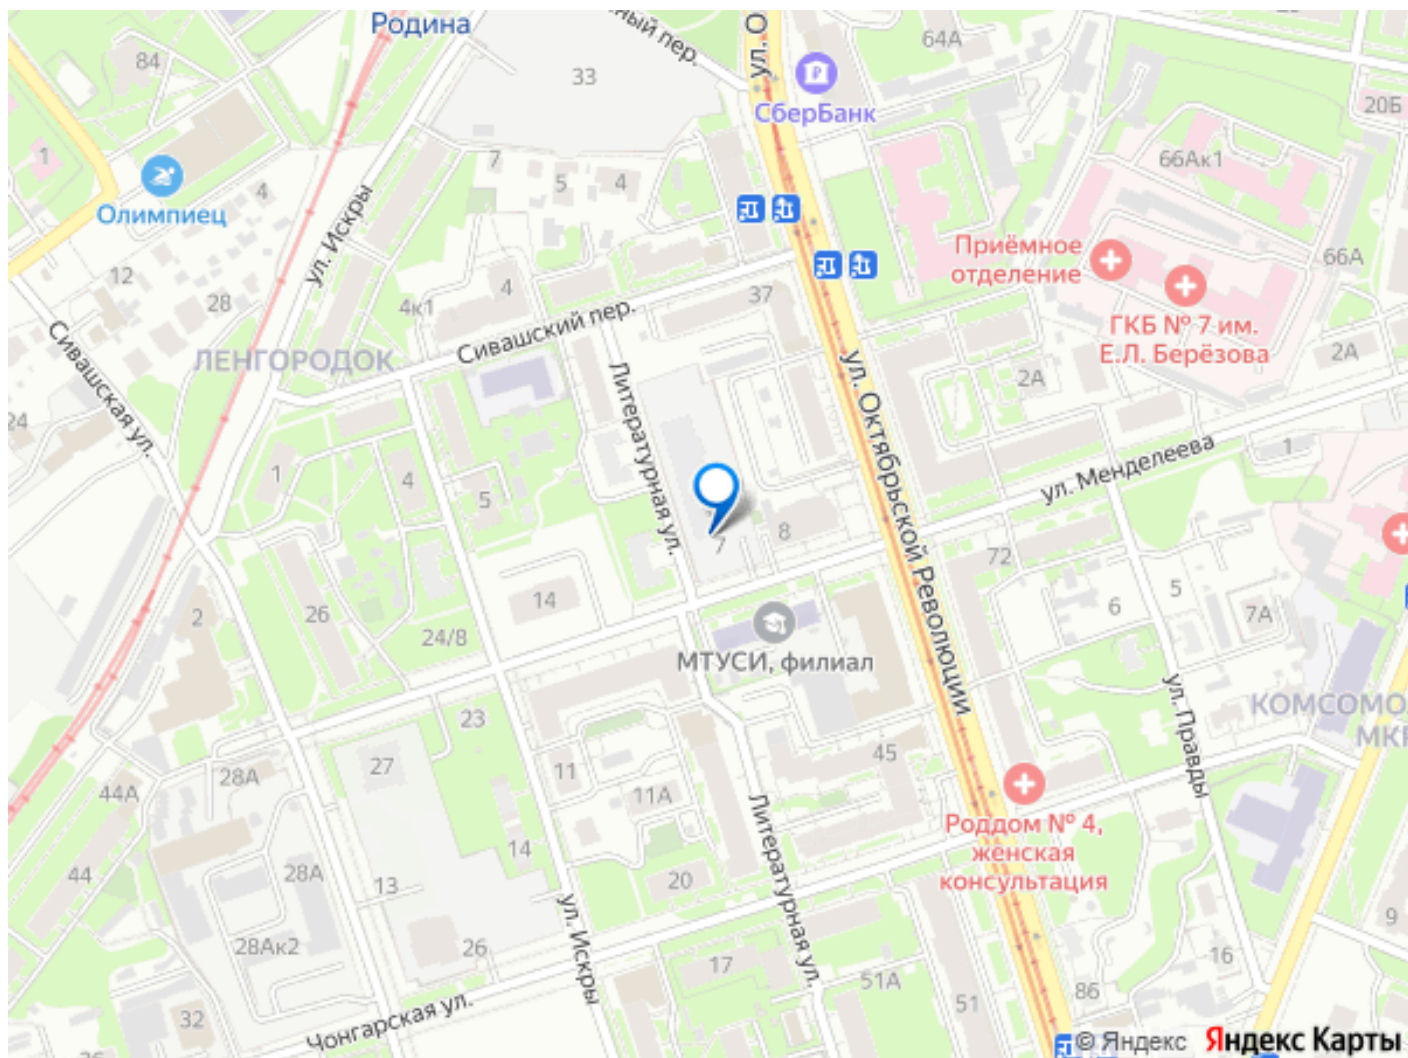 Родина
ный пер.
ул. О
64А
СберБанк
84
33
20Б
1
4
7
5
4
66Ак1
Олимпиец
ул. Искры
Приёмное
отделение
66А
12
28
4к1
4
37
ГКБ № 7 им.
Е.Л. Берёзова
Сивашский пер.
2А
2А
ЛЕНГОРОДОК
Сивашская ул.
24
Литературная ул.
ул. Октябрьской Революции
ул. Менделеева
1
1
4
5
7
8
72
5
6
7А
14
2
26
24/8
МТУСИ, филиал
ул. Правды
КОМСОМО
МКР
23
27
28А
44А
11
11А
45
Литературная ул.
Роддом № 4,
женская
консультация
14
44
28А
13
20
ул. Искры
28Ак2
26
17
51А
51
16
9
86
32
Чонгарская ул.
© Яндекс Яндекс Карты